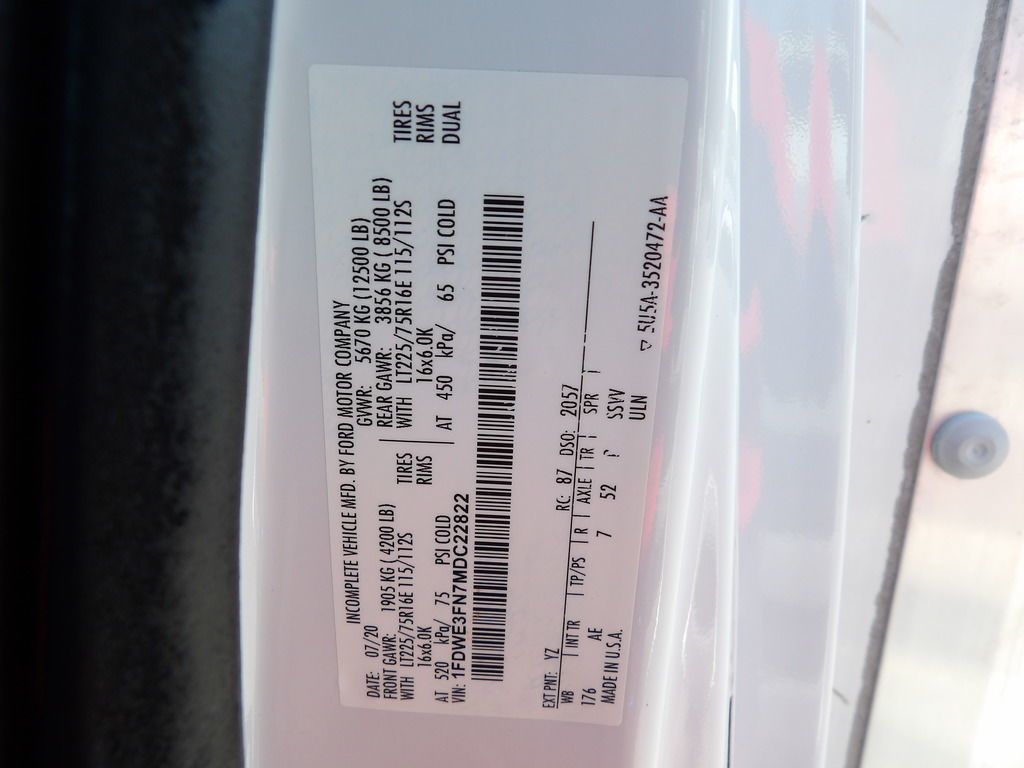 INCOMPLETE VEHICLE MFD. BY FORD MOTOR COMPANY
DATE: 07/20 GVWR: 5670 KG (12500 LB)
FRONT GAWR: 1905 KG ( 4200 LB) REAR GAWR: 3856 KG ( 8500 LB)
WITH LT225/75R16E 115/112S TIRES WITH LT225/75R16E 115/112S TIRES
16x6.0K RIMS 16x6.0K RIMS
AT 520 kPa/ 75 PSI COLD AT 450 kPa/ 65 PSI COLD DUAL
VIN: 1FDWE3FN7MDC22822
EXT PNT: YZ RC: 87 DSO: 2057
WB INT TR TP/PS R AXLE TR SPR
176 AE 7 52 SSW
MADE IN U.S.A. ULN
▽ 5U5A-3520472-AA